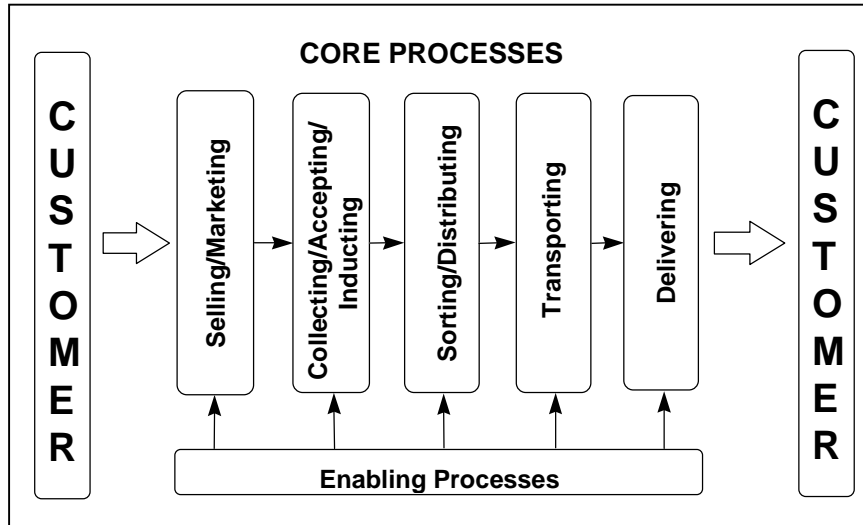 CORE PROCESSES
CUSTOMER
Selling/Marketing
Collecting/Accepting/
Inducting
Sorting/Distributing
Transporting
Delivering
CUSTOMER
Enabling Processes